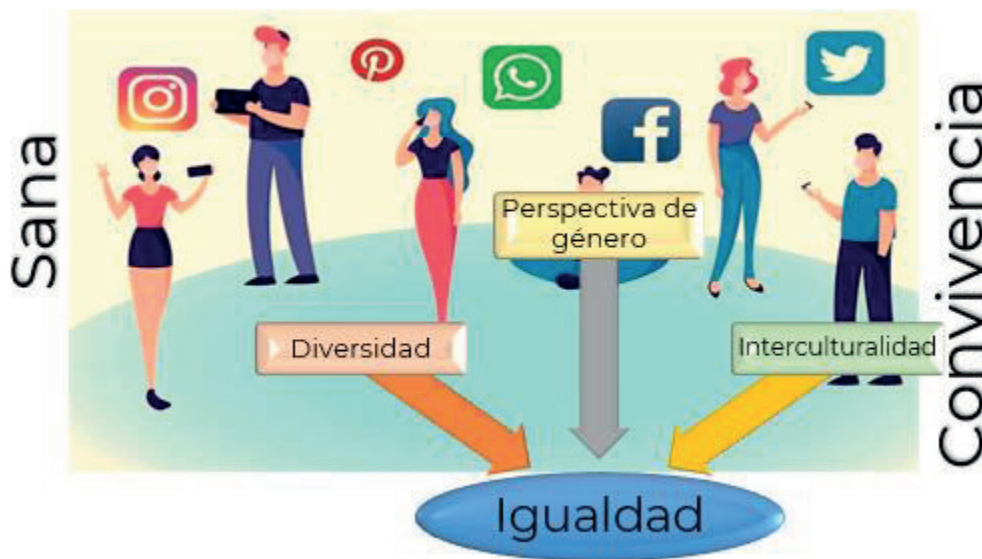 Sana
Perspectiva de
género
Diversidad
Interculturalidad
Convivencia
Igualdad